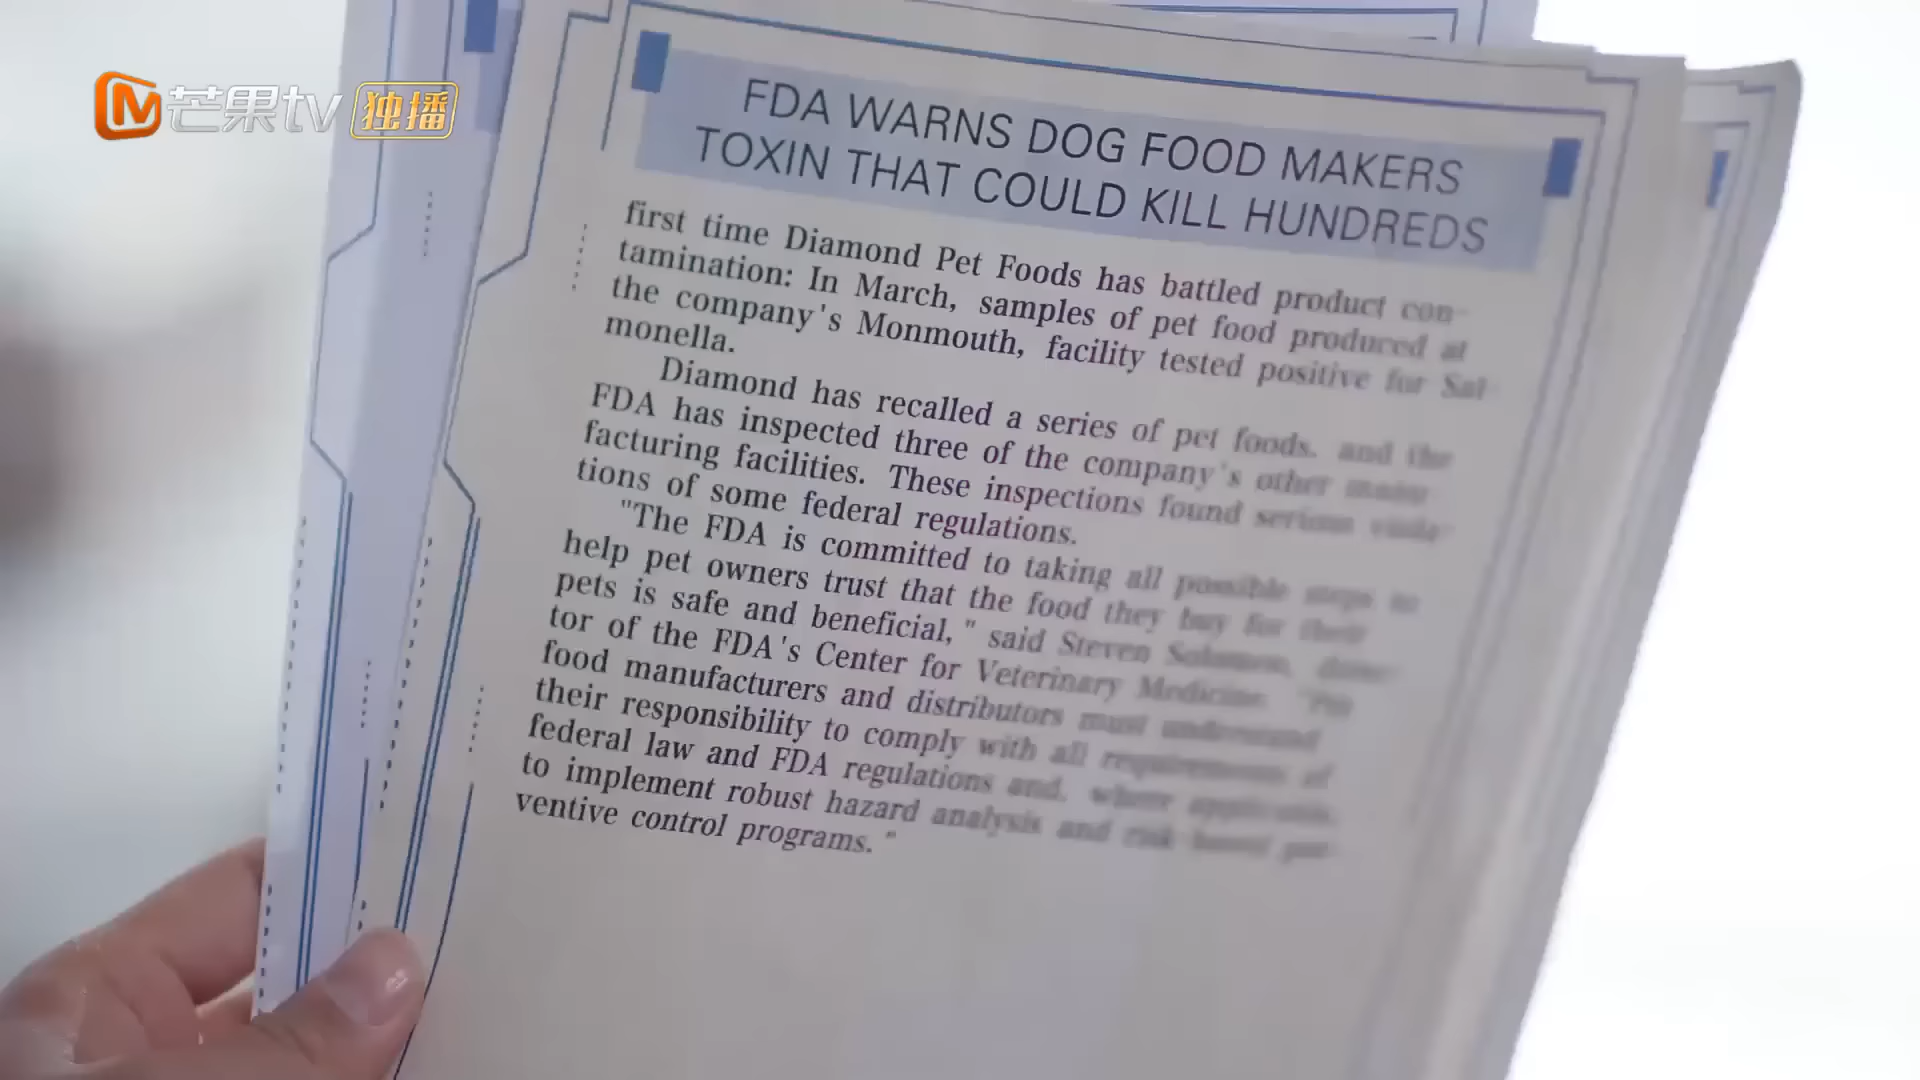 芒果tv 独播
FDA WARNS DOG FOOD MAKERS
TOXIN THAT COULD KILL HUNDREDS
first time Diamond Pet Foods has battled product con-
tamination: In March, samples of pet food produced at
the company's Monmouth, facility tested positive for Sal
monella.
Diamond has recalled a series of pet foods. and the
FDA has inspected three of the company's other manu
facturing facilities. These inspections found serious viola
tions of some federal regulations.
"The FDA is committed to taking all possible steps to
help pet owners trust that the food they buy for their
pets is safe and beneficial," said Steven
tor of the FDA's Center for Veterinary Medicine.
food manufacturers and distributors must understand
their responsibility to comply with all requirements of
federal law and FDA regulations and, where
to implement robust hazard analysis and risk based
ventive control programs."